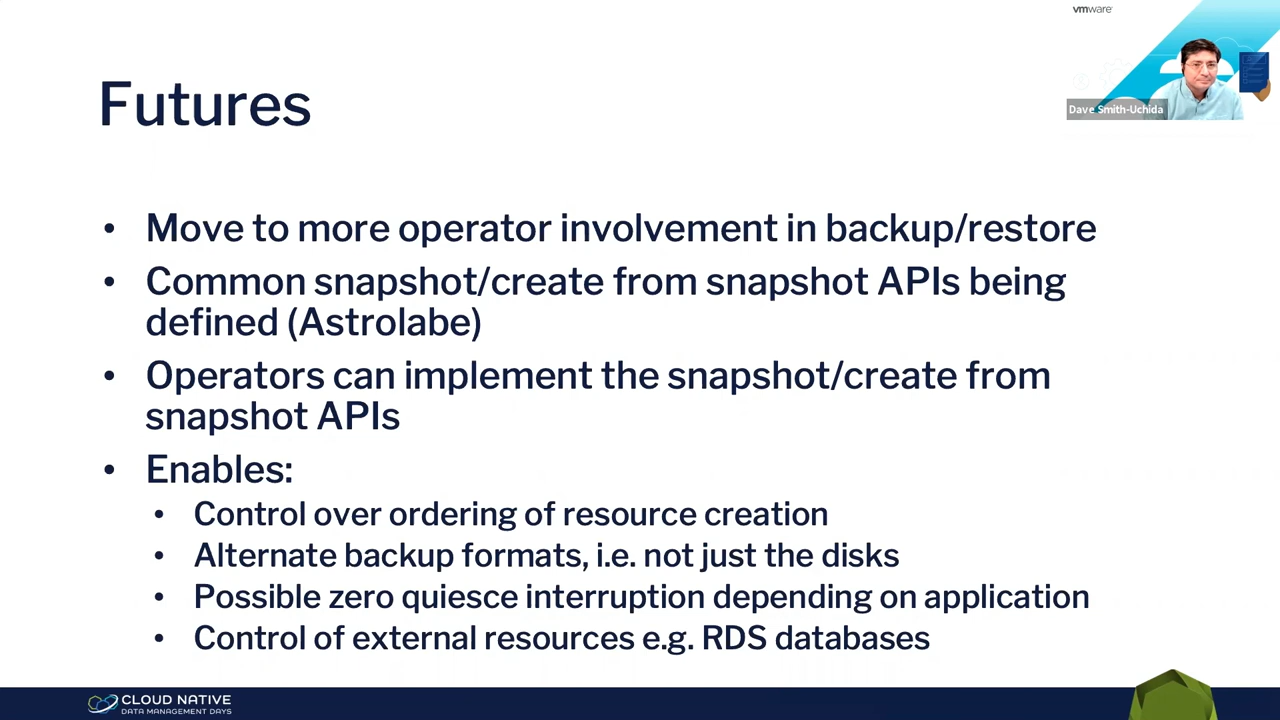 vmware
Dave Smith-Uchida
Futures
• Move to more operator involvement in backup/restore
• Common snapshot/create from snapshot APIs being
defined (Astrolabe)
• Operators can implement the snapshot/create from
snapshot APIs
• Enables:
• Control over ordering of resource creation
• Alternate backup formats, i.e. not just the disks
• Possible zero quiesce interruption depending on application
• Control of external resources e.g. RDS databases
CLOUD NATIVE
DATA MANAGEMENT DAYS